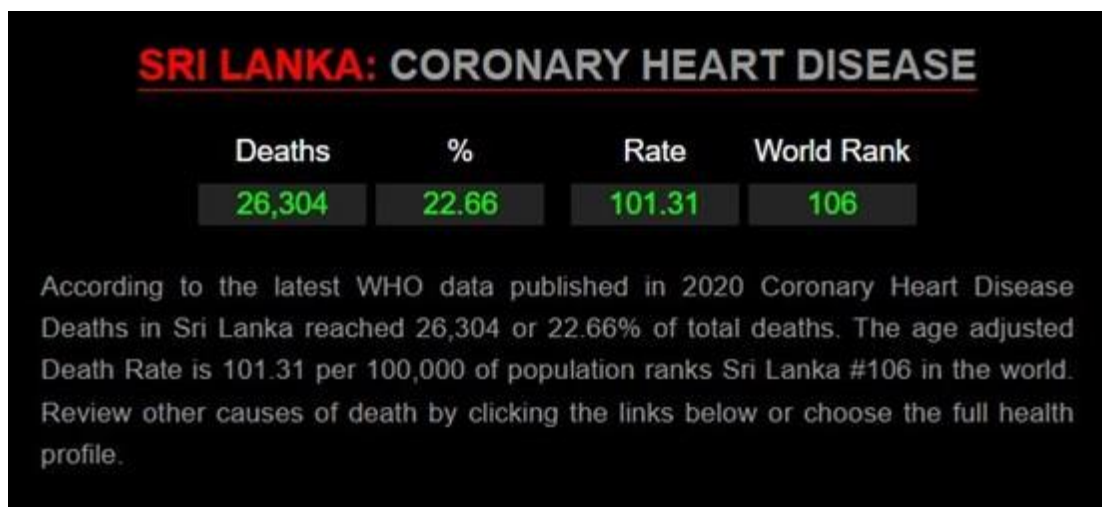 SRI LANKA: CORONARY HEART DISEASE
Deaths % Rate World Rank
26,304 22.66 101.31 106
According to the latest WHO data published in 2020 Coronary Heart Disease
Deaths in Sri Lanka reached 26,304 or 22.66% of total deaths. The age adjusted
Death Rate is 101.31 per 100,000 of population ranks Sri Lanka #106 in the world.
Review other causes of death by clicking the links below or choose the full health
profile.